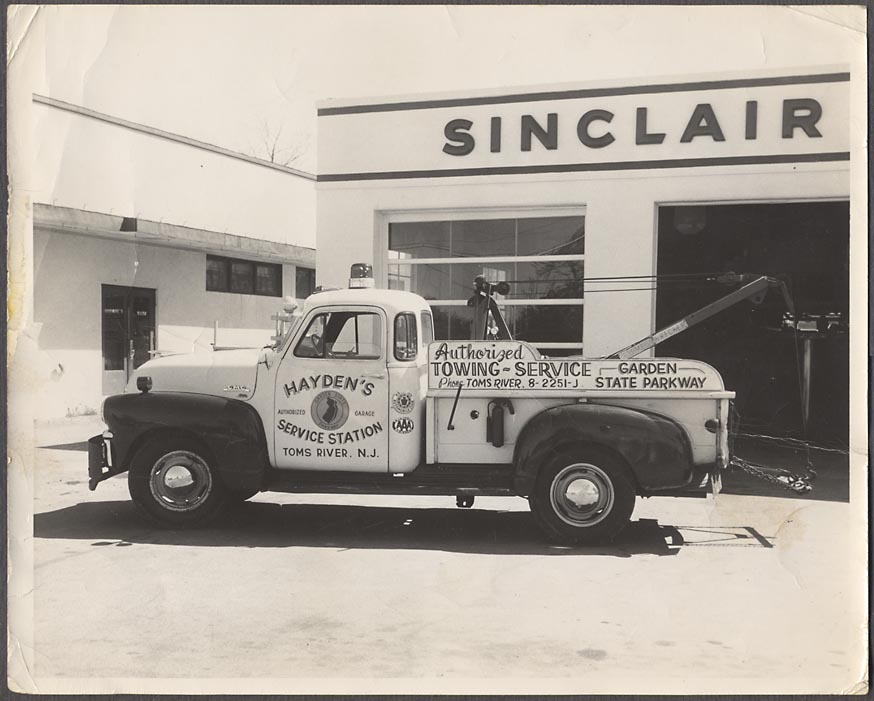 SINCLAIR
Authorized
TOWING - SERVICE
Phone TOMS RIVER, 8-2251-J
GARDEN
STATE PARKWAY
HAYDEN'S
AUTHORIZED GARAGE
SERVICE STATION
TOMS RIVER, N.J.
AAA